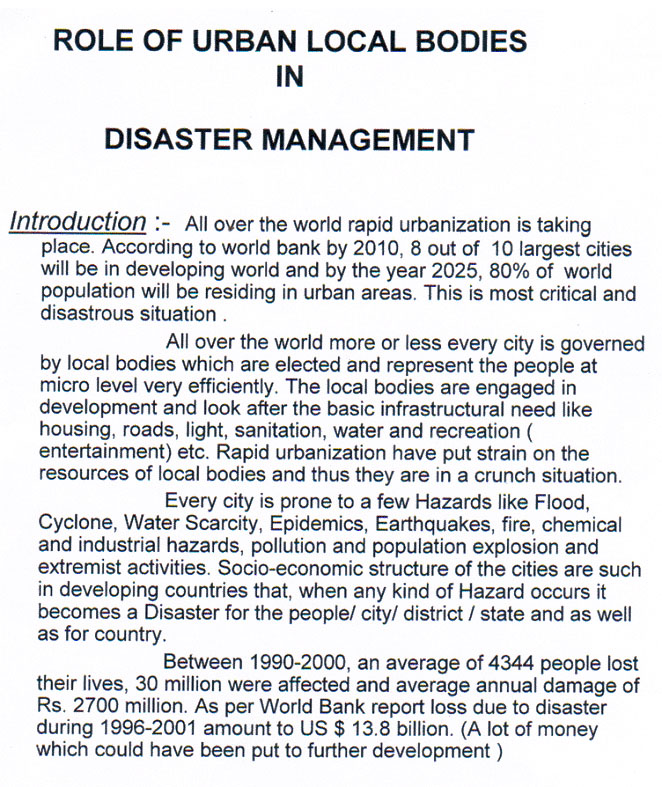 ROLE OF URBAN LOCAL BODIES
IN
DISASTER MANAGEMENT
Introduction :- All over the world rapid urbanization is taking
place. According to world bank by 2010, 8 out of 10 largest cities
will be in developing world and by the year 2025, 80% of world
population will be residing in urban areas. This is most critical and
disastrous situation .
All over the world more or less every city is governed
by local bodies which are elected and represent the people at
micro level very efficiently. The local bodies are engaged in
development and look after the basic infrastructural need like
housing, roads, light, sanitation, water and recreation (
entertainment) etc. Rapid urbanization have put strain on the
resources of local bodies and thus they are in a crunch situation.
Every city is prone to a few Hazards like Flood,
Cyclone, Water Scarcity, Epidemics, Earthquakes, fire, chemical
and industrial hazards, pollution and population explosion and
extremist activities. Socio-economic structure of the cities are such
in developing countries that, when any kind of Hazard occurs it
becomes a Disaster for the people/ city/ district / state and as well
as for country.
Between 1990-2000, an average of 4344 people lost
their lives, 30 million were affected and average annual damage of
Rs. 2700 million. As per World Bank report loss due to disaster
during 1996-2001 amount to US $ 13.8 billion. (A lot of money
which could have been put to further development )